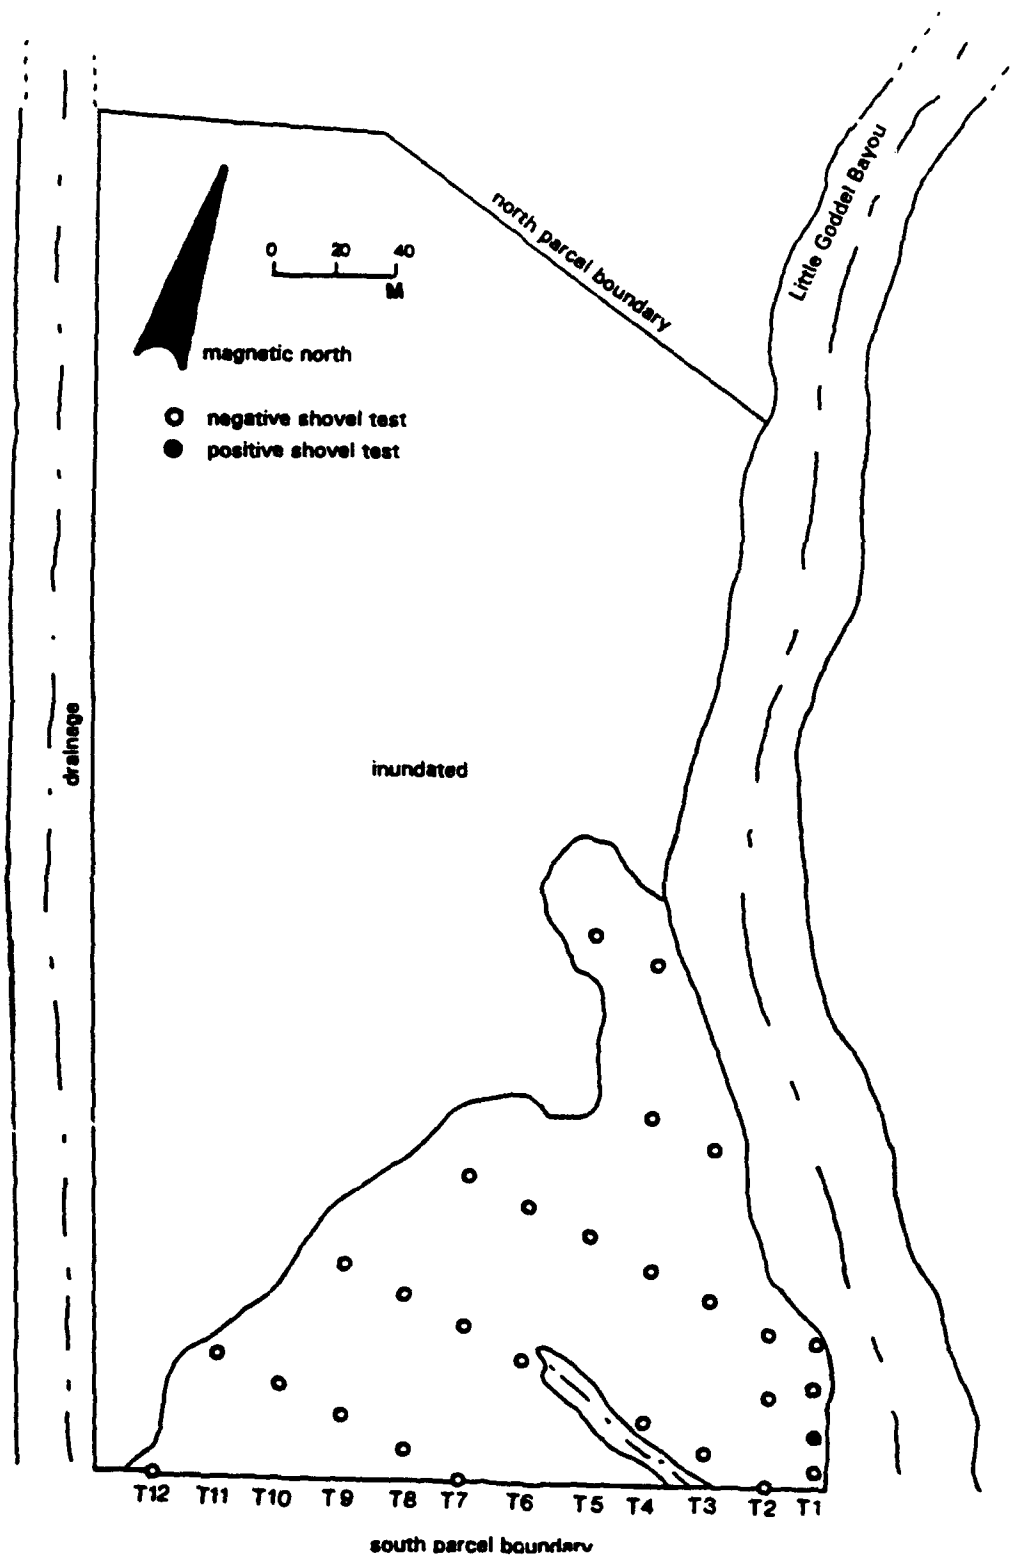 Little Goddel Bayou
north parcel boundary
0 20 40
M
magnetic north
negative shovel test
positive shovel test
drainage
inundated
T12 T11 T10 T9 T8 T7 T6 T5 T4 T3 T2 T1
south parcel boundary